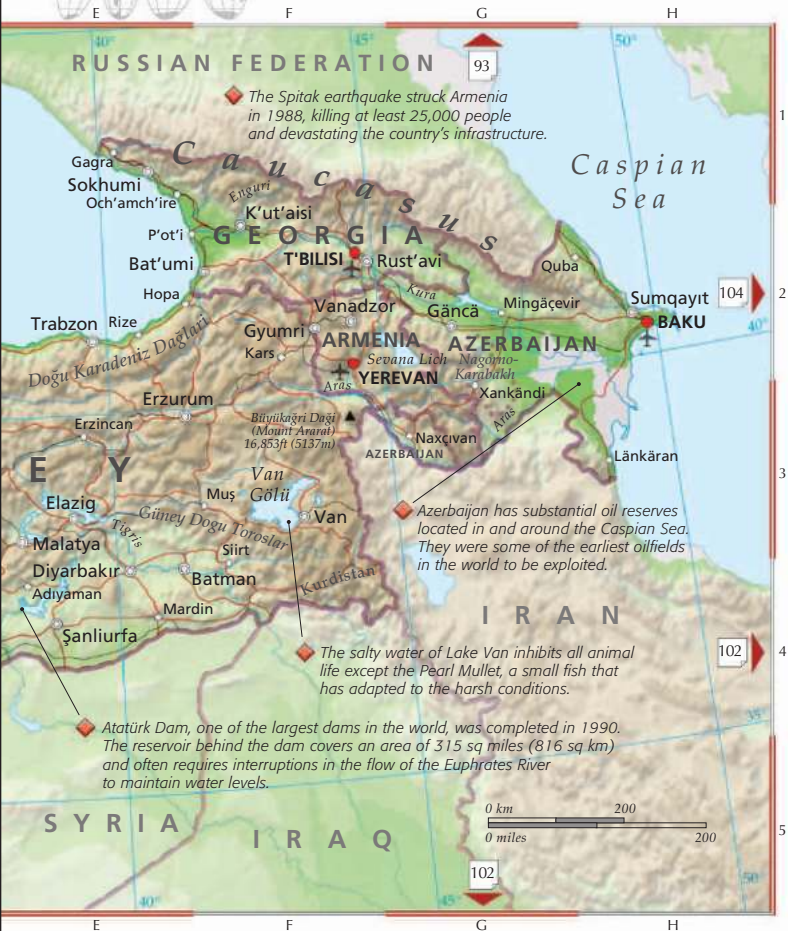 E F G H
40° 45° 50°
RUSSIAN FEDERATION
93
The Spitak earthquake struck Armenia
in 1988, killing at least 25,000 people
and devastating the country's infrastructure.
1
Caucasus
Caspian
Sea
Gagra
Sokhumi
Och'amch'ire
Enguri
K'ut'aisi
P'ot'i
GEORGIA
T'BILISI
Rust'avi
Bat'umi
Quba
Hopa
Kura
Vanadzor
Gäncä
Mingäçevir
Sumqayıt
104
2
Trabzon
Rize
Gyumri
ARMENIA
AZERBAIJAN
BAKU
40°
Doğu Karadeniz Dağlari
Kars
Sevana Lich
Nagorno-
Karabakh
YEREVAN
Aras
Xankändi
Erzurum
Büyükağri Daği
(Mount Ararat)
16,853ft (5137m)
Aras
Erzincan
Naxçıvan
AZERBAIJAN
Länkäran
E Y
Van
Gölü
3
Elazig
Muş
Güney Dogu Toroslar
Van
Azerbaijan has substantial oil reserves
located in and around the Caspian Sea.
They were some of the earliest oilfields
in the world to be exploited.
Tigris
Malatya
Siirt
Diyarbakır
Batman
Kurdistan
Adıyaman
Mardin
IRAN
Şanliurfa
The salty water of Lake Van inhibits all animal
life except the Pearl Mullet, a small fish that
has adapted to the harsh conditions.
102
4
35°
Atatürk Dam, one of the largest dams in the world, was completed in 1990.
The reservoir behind the dam covers an area of 315 sq miles (816 sq km)
and often requires interruptions in the flow of the Euphrates River
to maintain water levels.
0 km 200
0 miles 200
SYRIA
IRAQ
5
102
40° 45° 50°
E F G H